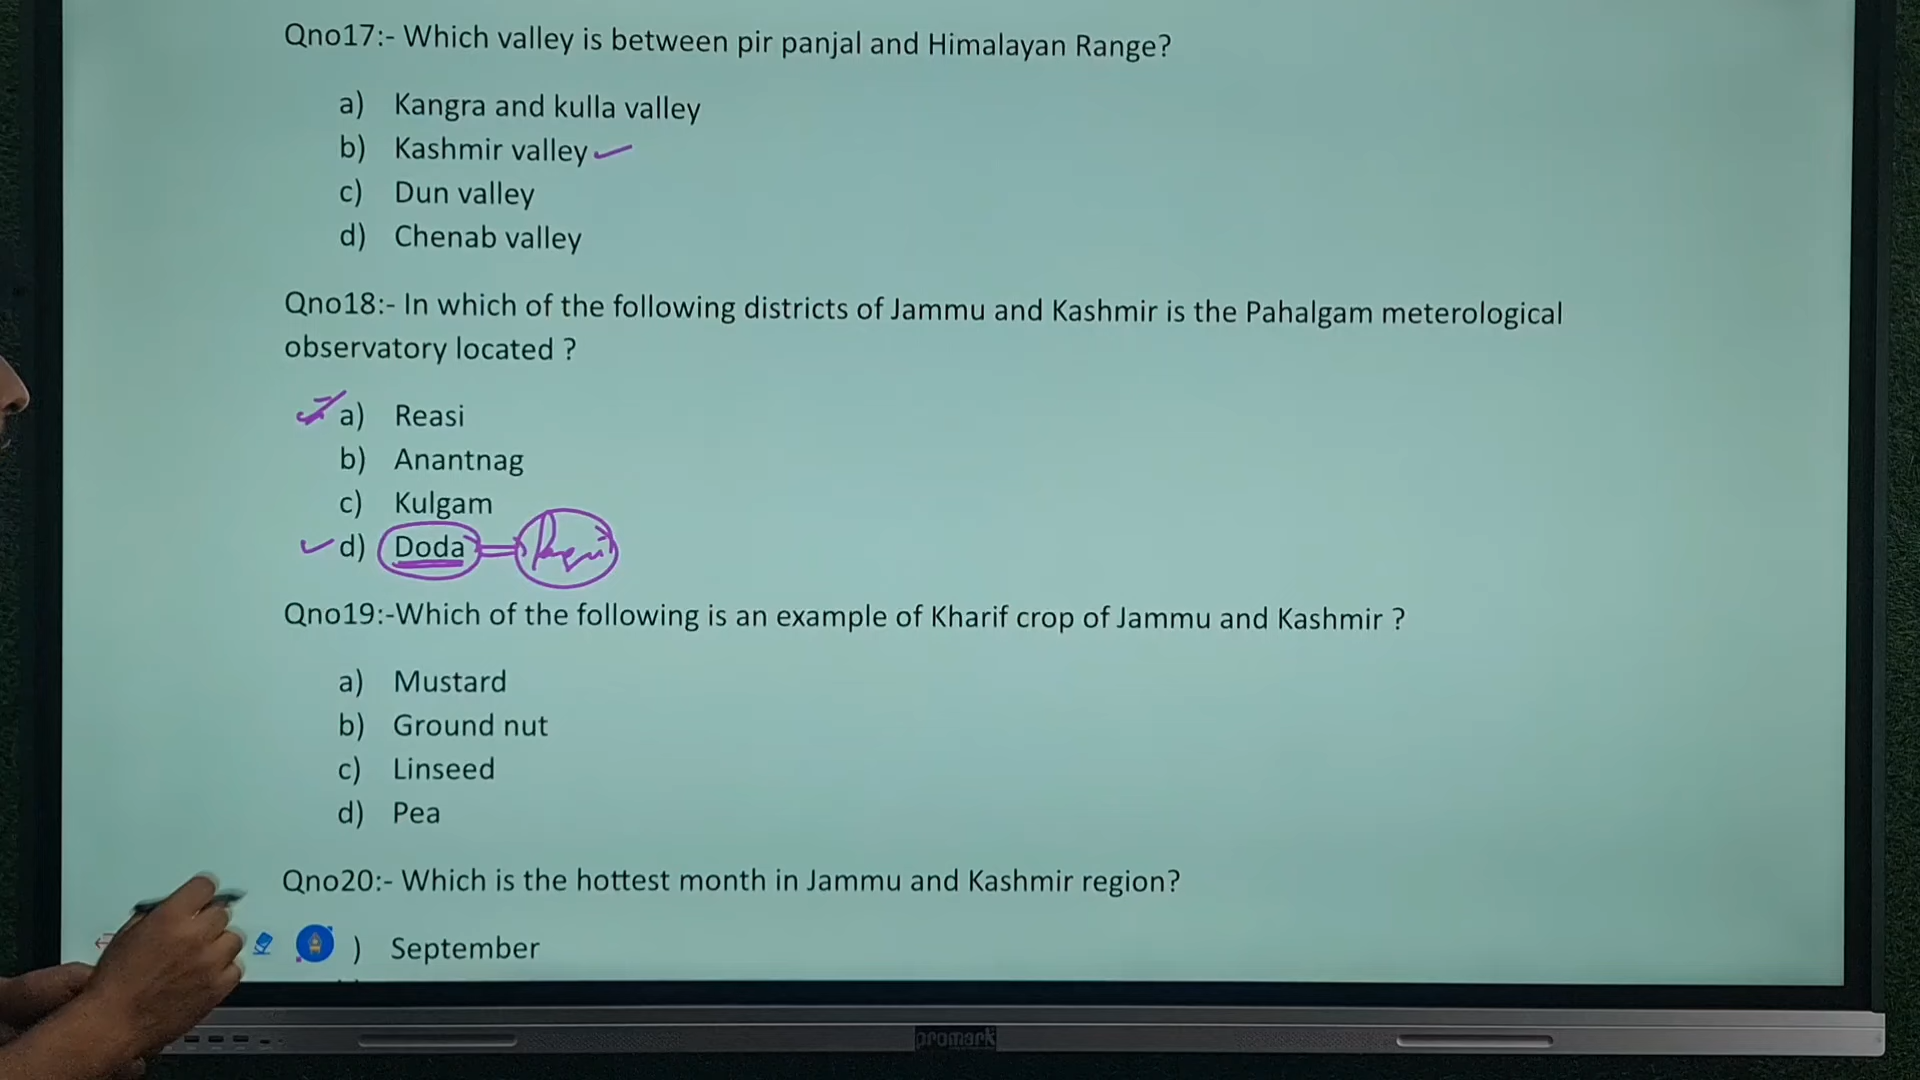 Qno17:- Which valley is between pir panjal and Himalayan Range?
a) Kangra and kulla valley
b) Kashmir valley
c) Dun valley
d) Chenab valley
Qno18:- In which of the following districts of Jammu and Kashmir is the Pahalgam meterological
observatory located ?
a) Reasi
b) Anantnag
c) Kulgam
d) Doda
Qno19:-Which of the following is an example of Kharif crop of Jammu and Kashmir ?
a) Mustard
b) Ground nut
c) Linseed
d) Pea
Qno20:- Which is the hottest month in Jammu and Kashmir region?
) September
promark